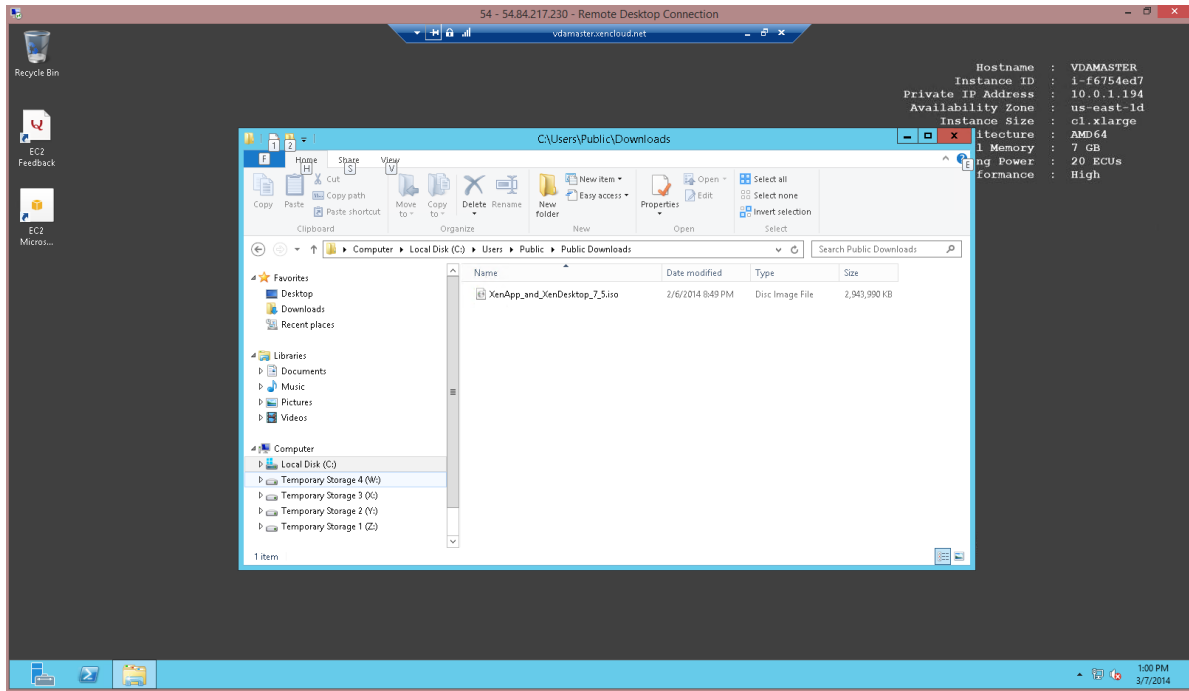 54 - 54.84.217.230 - Remote Desktop Connection
vdamaster.xencloud.net
Recycle Bin
EC2
Feedback
EC2
Micros...
Hostname : VDAMASTER
Instance ID : i-f6754ed7
Private IP Address : 10.0.1.194
Availability Zone : us-east-1d
Instance Size : c1.xlarge
itecture : AMD64
l Memory : 7 GB
ng Power : 20 ECUs
formance : High
1 2
C:\Users\Public\Downloads
F Home Share View
H S V E
Copy
Paste
Cut
Copy path
Paste shortcut
Clipboard
Move to
Copy to
Delete
Rename
Organize
New folder
New item
Easy access
New
Properties
Open
Edit
Open
Select all
Select none
Invert selection
Select
Computer Local Disk (C:) Users Public Public Downloads
Search Public Downloads
Name Date modified Type Size
XenApp_and_XenDesktop_7_5.iso 2/6/2014 8:49 PM Disc Image File 2,943,990 KB
Favorites
Desktop
Downloads
Recent places
Libraries
Documents
Music
Pictures
Videos
Computer
Local Disk (C:)
Temporary Storage 4 (W:)
Temporary Storage 3 (X:)
Temporary Storage 2 (Y:)
Temporary Storage 1 (Z:)
1 item
1:00 PM
3/7/2014